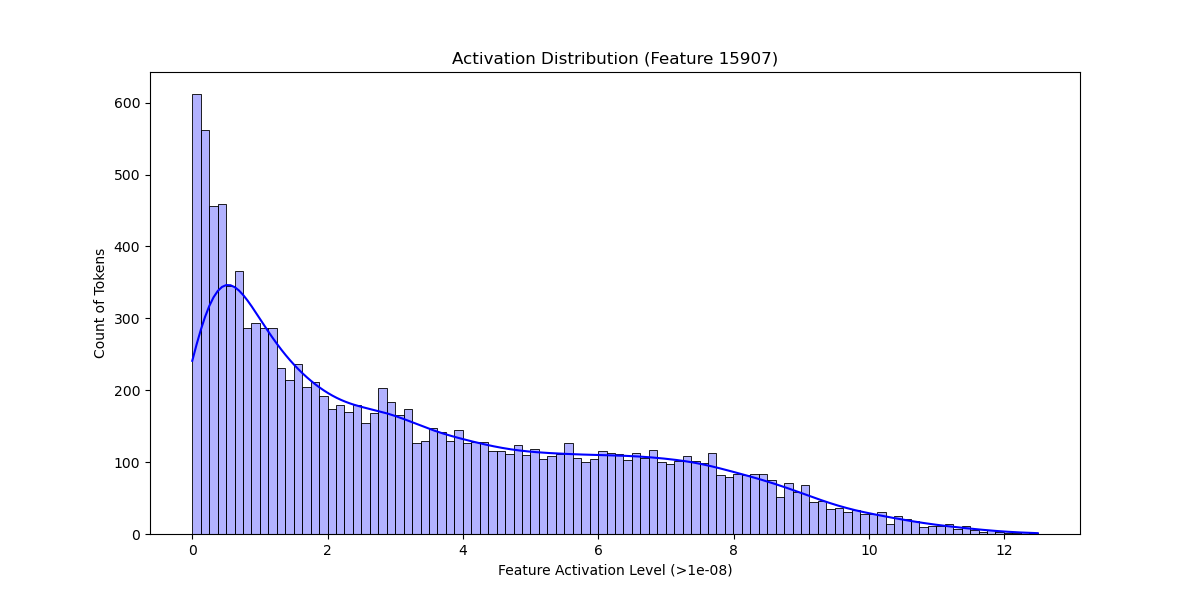 Activation Distribution (Feature 15907)
600
500
400
300
200
100
0
Count of Tokens
0 2 4 6 8 10 12
Feature Activation Level (>1e-08)